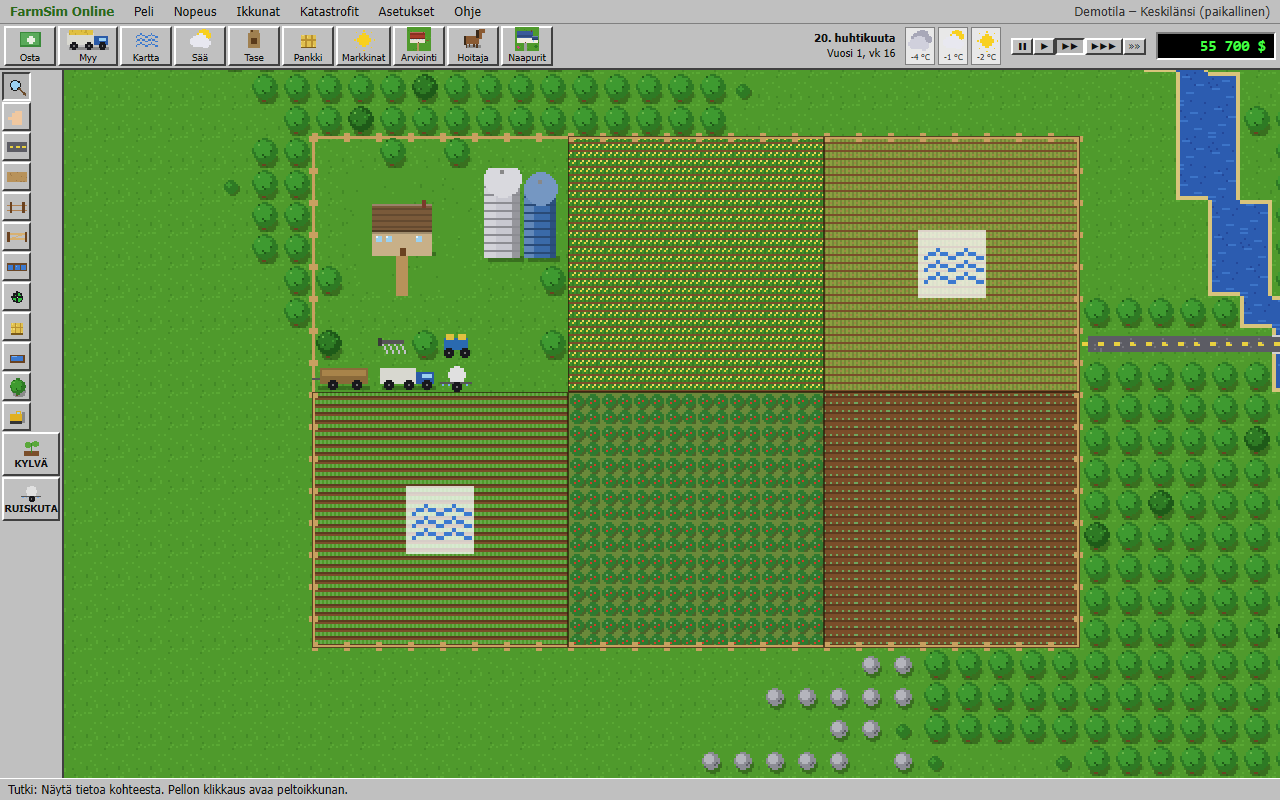 FarmSim Online Peli Nopeus Ikkunat Katastrofit Asetukset Ohje Demotila – Keskilänsi (paikallinen)
Osta Myy Kartta Sää Tase Pankki Markkinat Arviointi Hoitaja Naapurit
20. huhtikuuta
Vuosi 1, vk 16
-4 °C -1 °C -2 °C
55 700 $
KYLVÄ
RUISKUTA
Tutki: Näytä tietoa kohteesta. Pellon klikkaus avaa peltoikkunan.